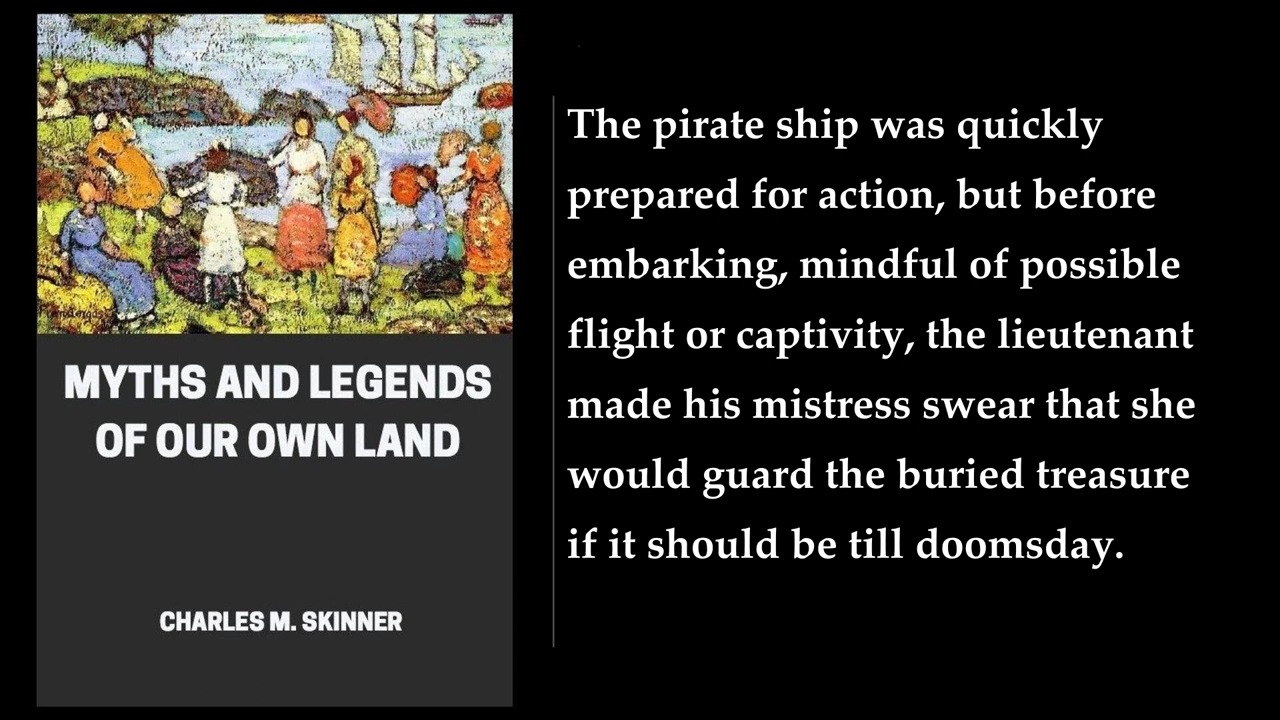 MYTHS AND LEGENDS
OF OUR OWN LAND
CHARLES M. SKINNER
The pirate ship was quickly
prepared for action, but before
embarking, mindful of possible
flight or captivity, the lieutenant
made his mistress swear that she
would guard the buried treasure
if it should be till doomsday.